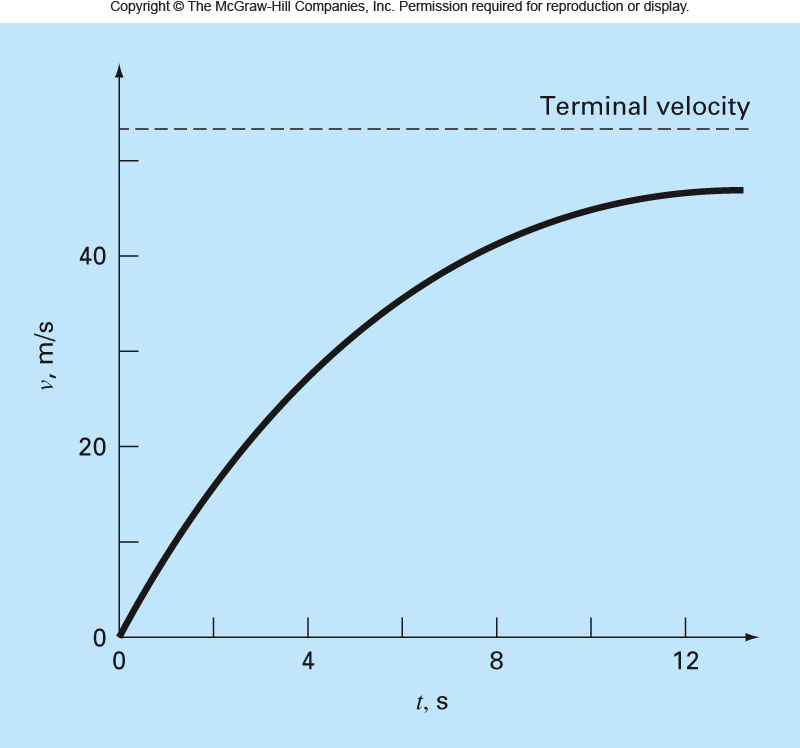 Copyright © The McGraw-Hill Companies, Inc. Permission required for reproduction or display.
Terminal velocity
40
v, m/s
20
0
0 4 8 12
t, s